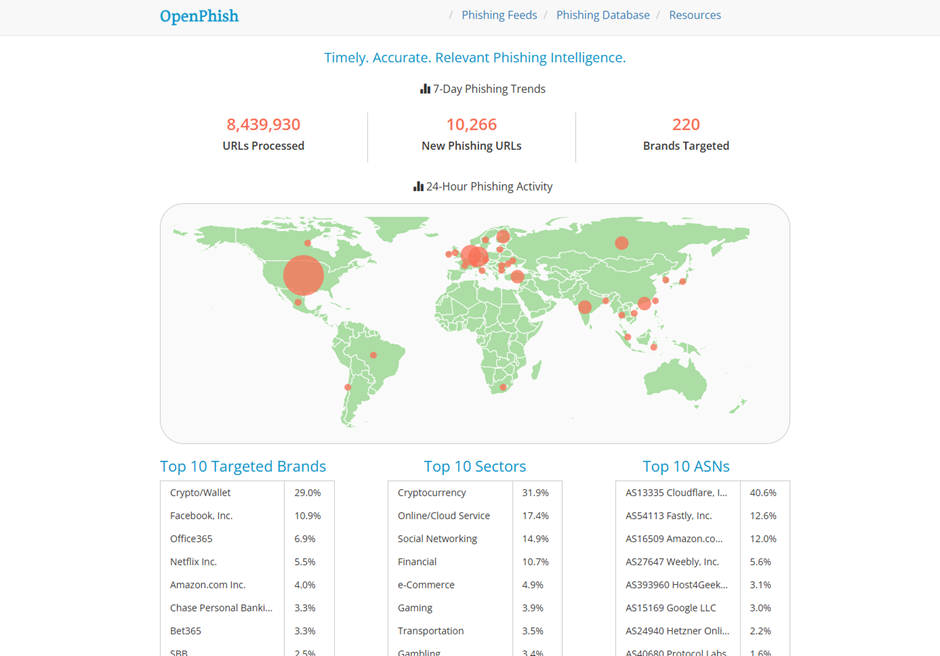 OpenPhish
/ Phishing Feeds / Phishing Database / Resources
Timely. Accurate. Relevant Phishing Intelligence.
7-Day Phishing Trends
8,439,930
URLs Processed
10,266
New Phishing URLs
220
Brands Targeted
24-Hour Phishing Activity
Top 10 Targeted Brands
Crypto/Wallet 29.0%
Facebook, Inc. 10.9%
Office365 6.9%
Netflix Inc. 5.5%
Amazon.com Inc. 4.0%
Chase Personal Banki... 3.3%
Bet365 3.3%
SBB 2.5%
Top 10 Sectors
Cryptocurrency 31.9%
Online/Cloud Service 17.4%
Social Networking 14.9%
Financial 10.7%
e-Commerce 4.9%
Gaming 3.9%
Transportation 3.5%
Gambling 3.4%
Top 10 ASNs
AS13335 Cloudflare, I... 40.6%
AS54113 Fastly, Inc. 12.6%
AS16509 Amazon.co... 12.0%
AS27647 Weebly, Inc. 5.6%
AS393960 Host4Geek... 3.1%
AS15169 Google LLC 3.0%
AS24940 Hetzner Onli... 2.2%
AS40680 Protocol Labs 1.6%